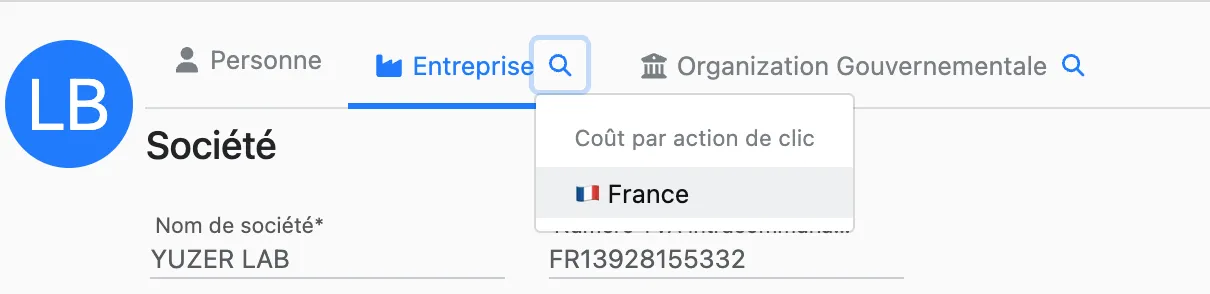 LB
Personne
Entreprise
Organization Gouvernementale
Coût par action de clic
France
Société
Nom de société*
YUZER LAB
FR13928155332